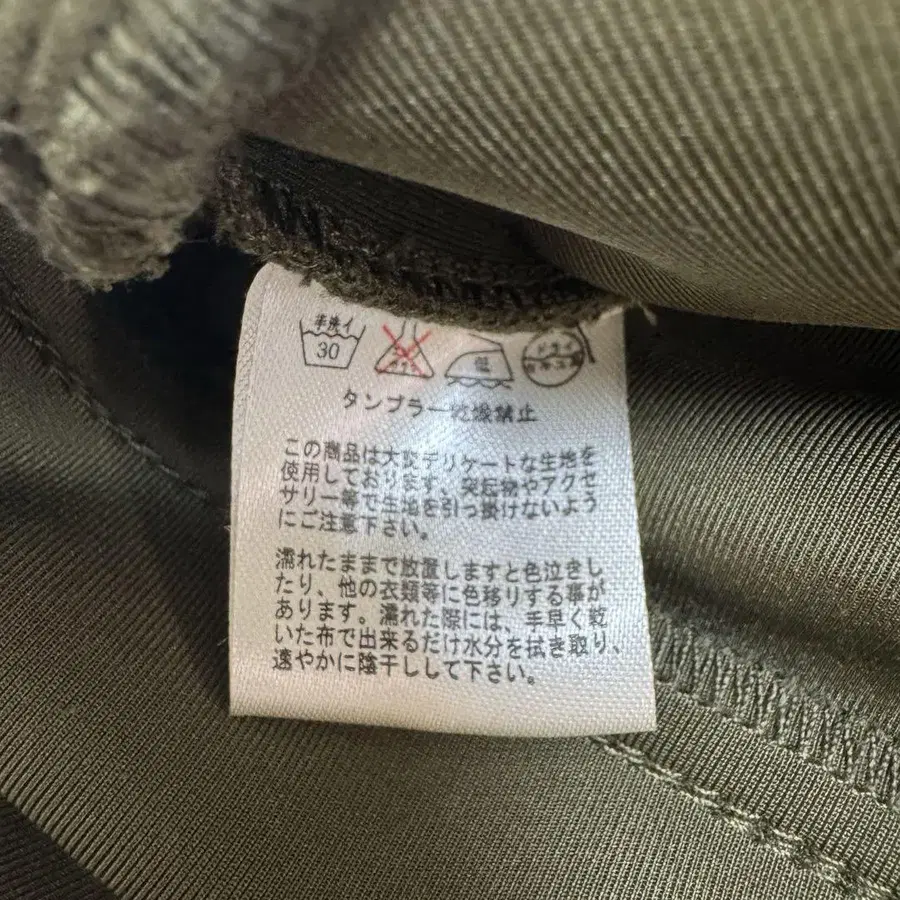 手洗イ
30
低
ドライ
タンブラー乾燥禁止
この商品は大変デリケートな生地を
使用しております。突起物やアクセ
サリー等で生地を引っ掛けないよう
にご注意下さい。
濡れたままで放置しますと色泣きし
たり、他の衣類等に色移りする事が
あります。濡れた際には、手早く乾
いた布で出来るだけ水分を拭き取り、
速やかに陰干しして下さい。